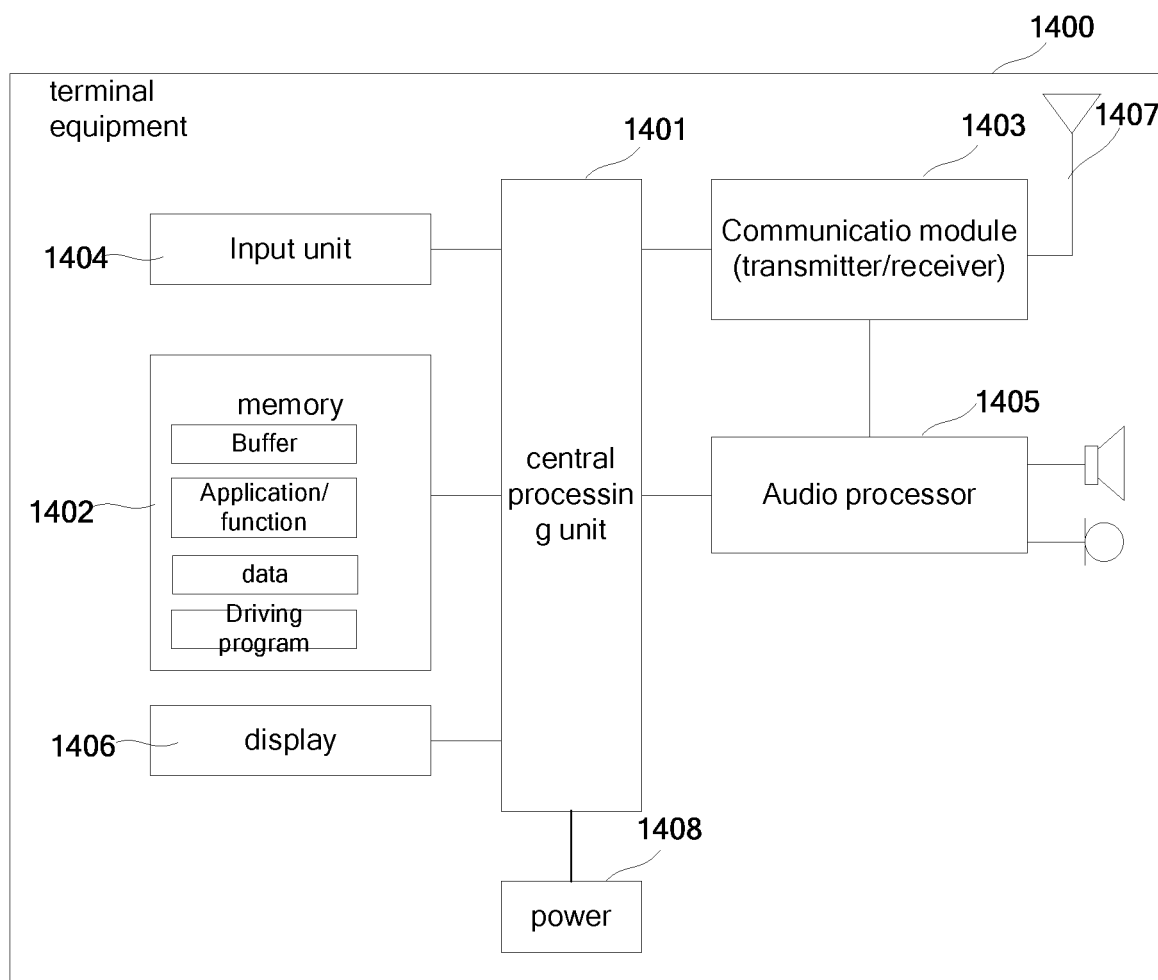 1400
terminal
equipment
1401
1403
1407
Input unit
1404
Communicatio module
(transmitter/receiver)
memory
Buffer
Application/
function
data
Driving
program
1402
central
processin
g unit
1405
Audio processor
display
1406
1408
power